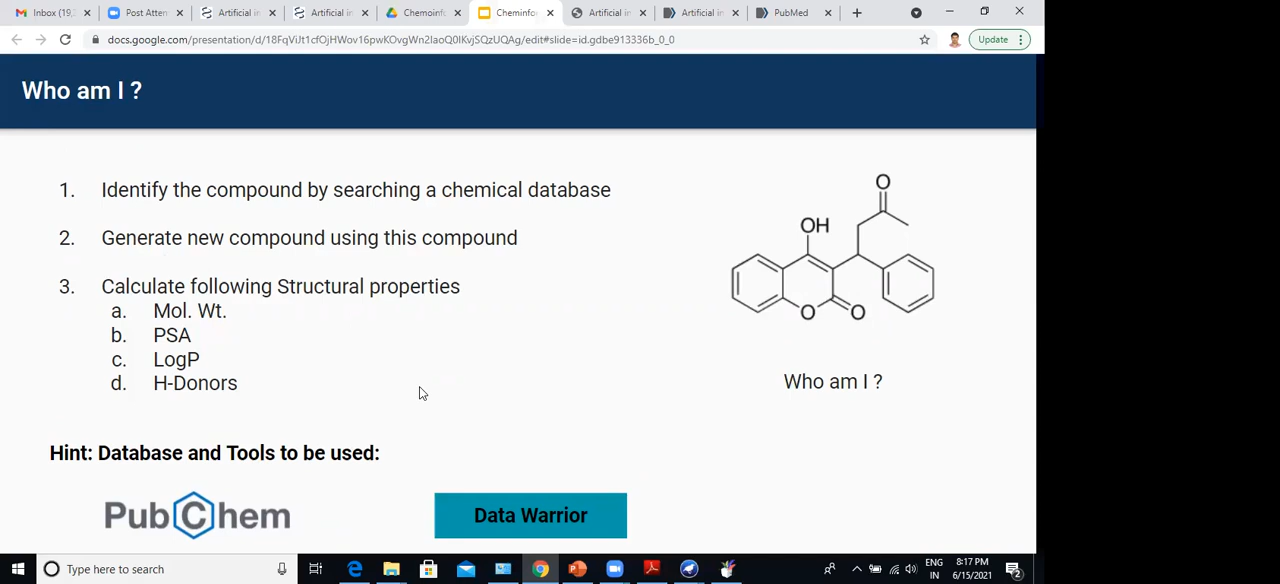 Inbox (19,
Post Atten
Artificial in
Artificial in
Chemoinf
Cheminfo
Artificial in
Artificial in
PubMed
docs.google.com/presentation/d/18FqViJt1cfOjHWov16pwKOvgWn2IaoQ0IKvjSQzUQAg/edit#slide=id.gdbe913336b_0_0
Update
Who am I ?
1. Identify the compound by searching a chemical database
2. Generate new compound using this compound
3. Calculate following Structural properties
a. Mol. Wt.
b. PSA
c. LogP
d. H-Donors
O
OH
O
O
Who am I ?
Hint: Database and Tools to be used:
PubChem
Data Warrior
Type here to search
ENG
IN
8:17 PM
6/15/2021
2